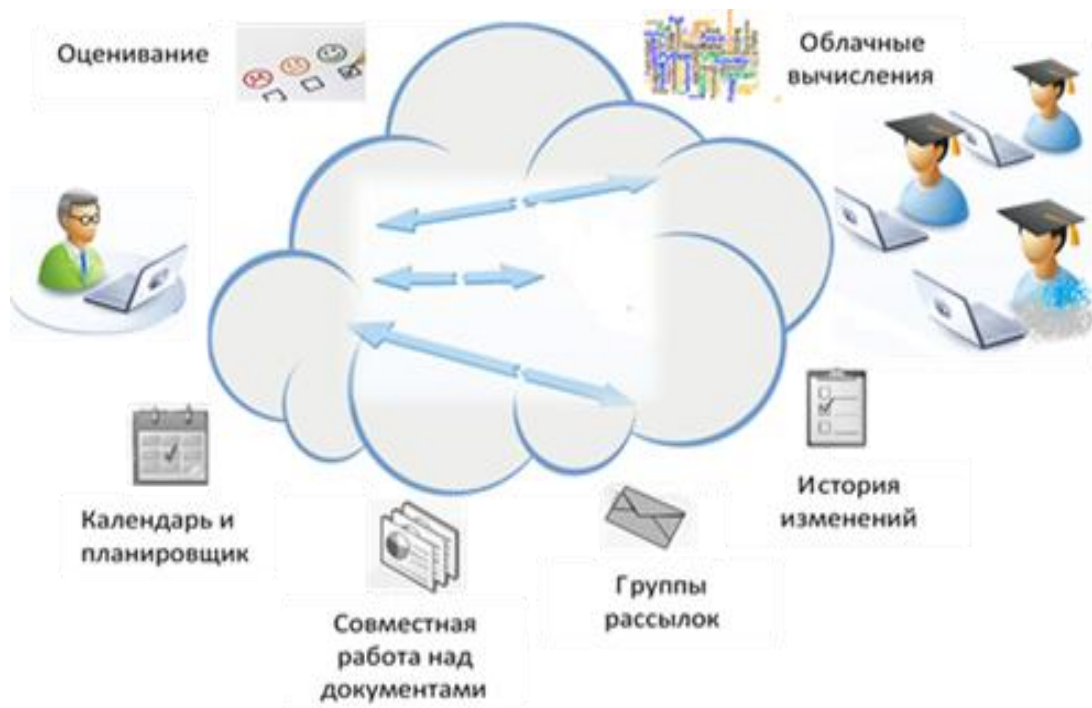 Оценивание
Облачные
вычисления
История
изменений
Календарь и
планировщик
Группы
рассылок
Совместная
работа над
документами